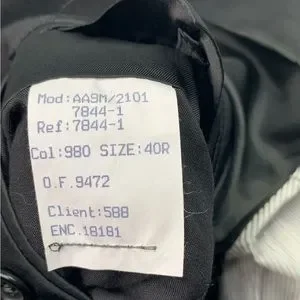 Mod:AA9M/2101
7844-1
Ref:7844-1
Col:980 SIZE:40R
O.F.9472
Client:588
ENC.18181